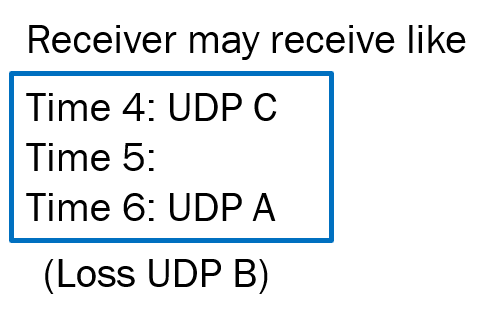 Receiver may receive like
Time 4: UDP C
Time 5:
Time 6: UDP A
(Loss UDP B)